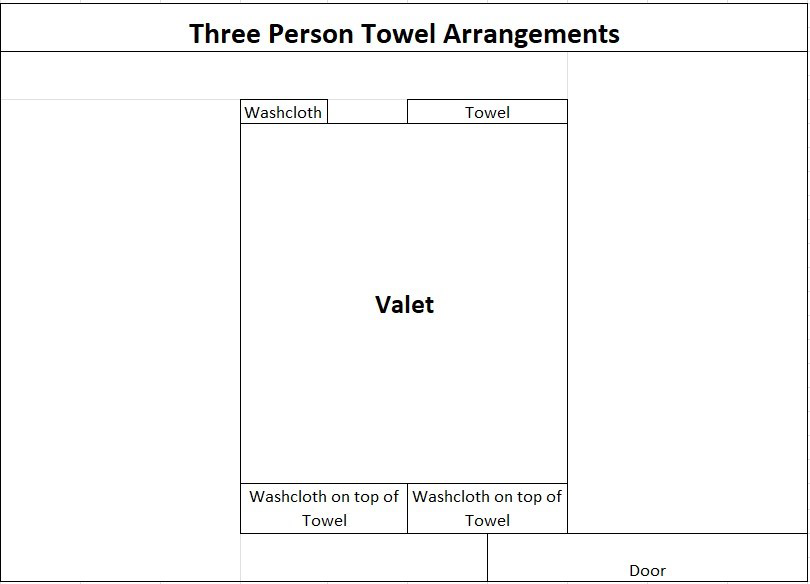 Three Person Towel Arrangements
Washcloth
Towel
Valet
Washcloth on top of
Towel
Washcloth on top of
Towel
Door